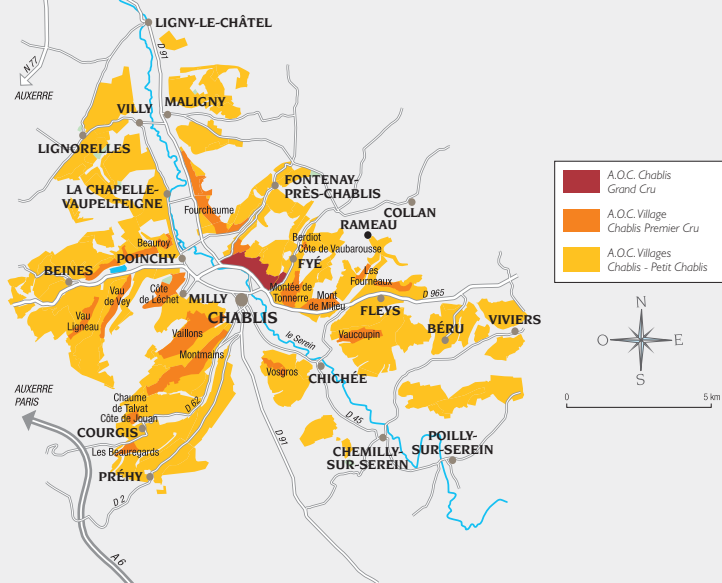 LIGNY-LE-CHÂTEL
D 91
N 77
AUXERRE
VILLY
MALIGNY
LIGNORELLES
LA CHAPELLE-
VAUPELTEIGNE
FONTENAY-
PRÈS-CHABLIS
Fourchaume
COLLAN
RAMEAU
Beauroy
Berdiot
Côte de Vaubarousse
POINCHY
FYÉ
BEINES
Les
Fourneaux
Vau
de Vey
Côte
de Léchet
MILLY
Montée de
Tonnerre
Mont
de Milieu
D 965
FLEYS
CHABLIS
Vau
Ligneau
VIVIERS
BÉRU
Vaillons
le Serein
Vaucoupin
Montmains
Vosgros
CHICHÉE
AUXERRE
PARIS
Chaume
de Talvat
Côte de Jouan
D 62
COURGIS
D 45
D 91
Les Beauregards
CHEMILLY-
SUR-SEREIN
POILLY-
SUR-SEREIN
PRÉHY
D 2
A 6
A.O.C. Chablis
Grand Cru
A.O.C. Village
Chablis Premier Cru
A.O.C. Villages
Chablis - Petit Chablis
N
O
E
S
0
5 km